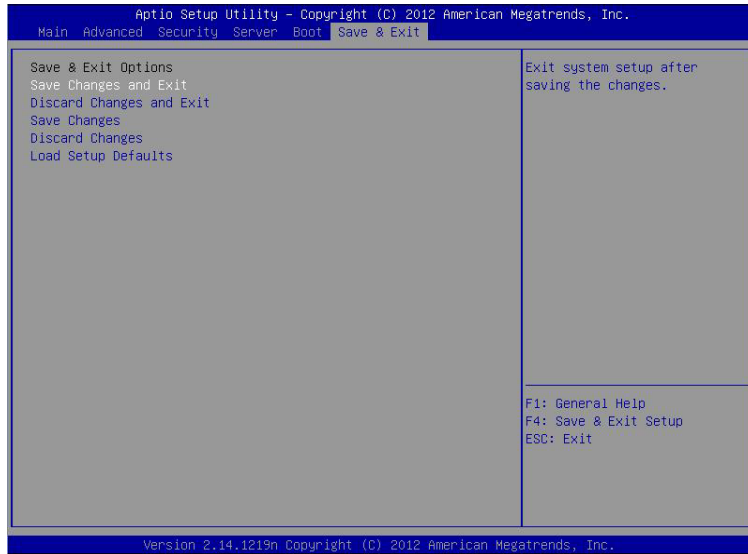 Aptio Setup Utility – Copyright (C) 2012 American Megatrends, Inc.
Main Advanced Security Server Boot Save & Exit
Save & Exit Options
Save Changes and Exit
Discard Changes and Exit
Save Changes
Discard Changes
Load Setup Defaults
Exit system setup after
saving the changes.
F1: General Help
F4: Save & Exit Setup
ESC: Exit
Version 2.14.1219n Copyright (C) 2012 American Megatrends, Inc.